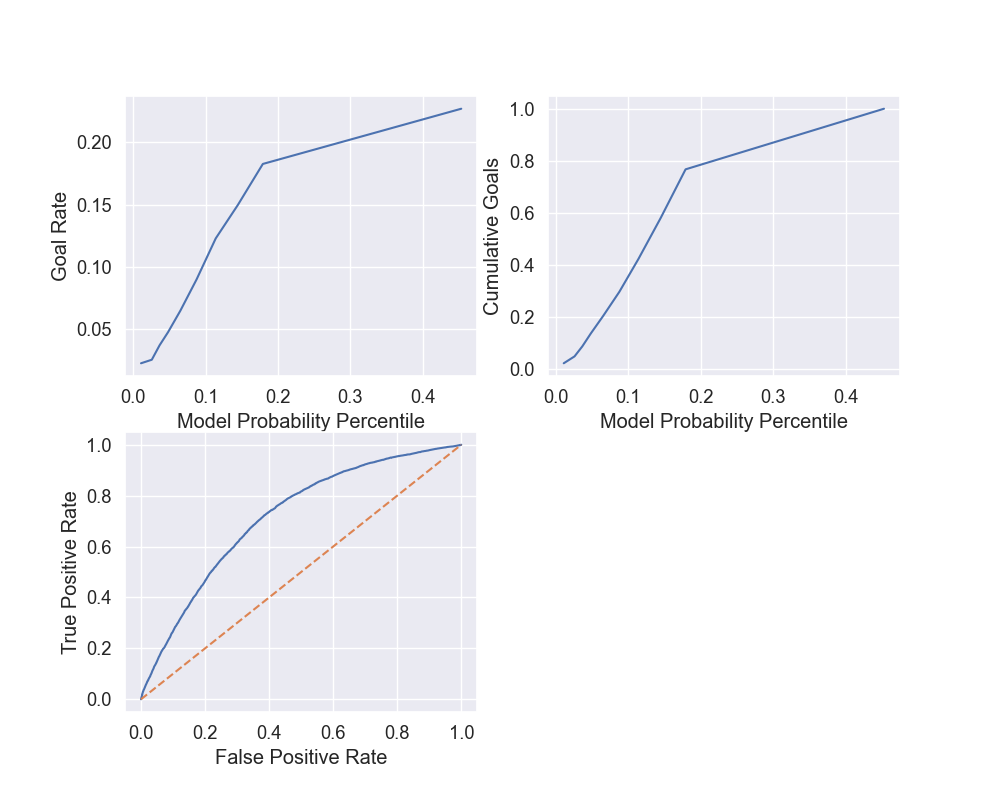 Goal Rate
0.20
0.15
0.10
0.05
0.0 0.1 0.2 0.3 0.4
Model Probability Percentile
Cumulative Goals
1.0
0.8
0.6
0.4
0.2
0.0
0.0 0.1 0.2 0.3 0.4
Model Probability Percentile
True Positive Rate
1.0
0.8
0.6
0.4
0.2
0.0
0.0 0.2 0.4 0.6 0.8 1.0
False Positive Rate